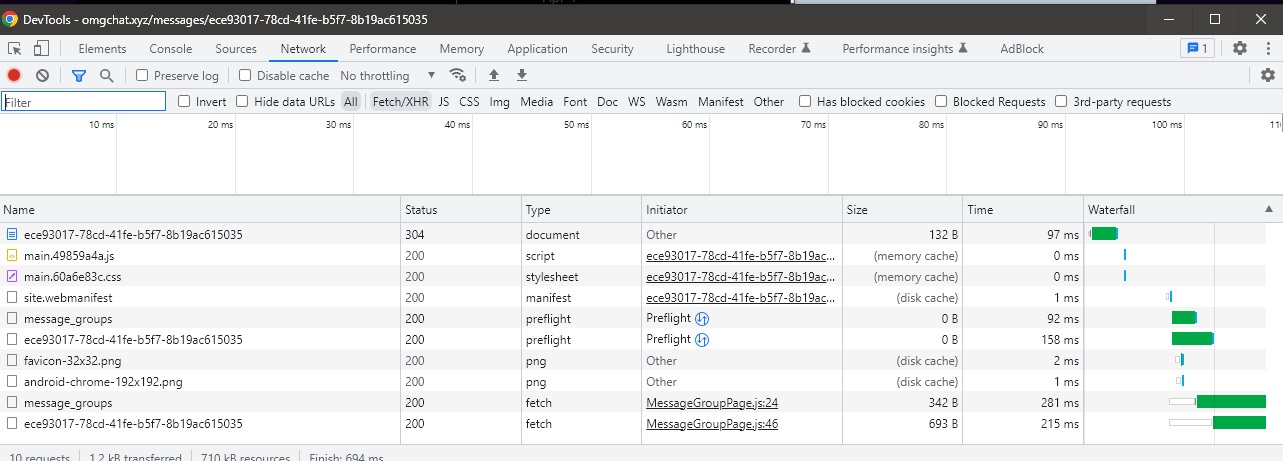 Apr 4
DevTools - omgchat.xyz/messages/ece93017-78cd-41fe-b5f7-8b19ac615035
Elements Console Sources Network Performance Memory Application Security Lighthouse Recorder Performance insights AdBlock 1
Preserve log Disable cache No throttling
Filter Invert Hide data URLs All Fetch/XHR JS CSS Img Media Font Doc WS Wasm Manifest Other Has blocked cookies Blocked Requests 3rd-party requests
10 ms 20 ms 30 ms 40 ms 50 ms 60 ms 70 ms 80 ms 90 ms 100 ms 11
Name Status Type Initiator Size Time Waterfall
ece93017-78cd-41fe-b5f7-8b19ac615035 304 document Other 132 B 97 ms
main.49859a4a.js 200 script ece93017-78cd-41fe-b5f7-8b19ac... (memory cache) 0 ms
main.60a6e83c.css 200 stylesheet ece93017-78cd-41fe-b5f7-8b19ac... (memory cache) 0 ms
site.webmanifest 200 manifest ece93017-78cd-41fe-b5f7-8b19ac... (disk cache) 1 ms
message_groups 200 preflight Preflight 0 B 92 ms
ece93017-78cd-41fe-b5f7-8b19ac615035 200 preflight Preflight 0 B 158 ms
favicon-32x32.png 200 png Other (disk cache) 2 ms
android-chrome-192x192.png 200 png Other (disk cache) 1 ms
message_groups 200 fetch MessageGroupPage.js:24 342 B 281 ms
ece93017-78cd-41fe-b5f7-8b19ac615035 200 fetch MessageGroupPage.js:46 693 B 215 ms
10 requests 1.2 kB transferred 710 kB resources Finish: 694 ms